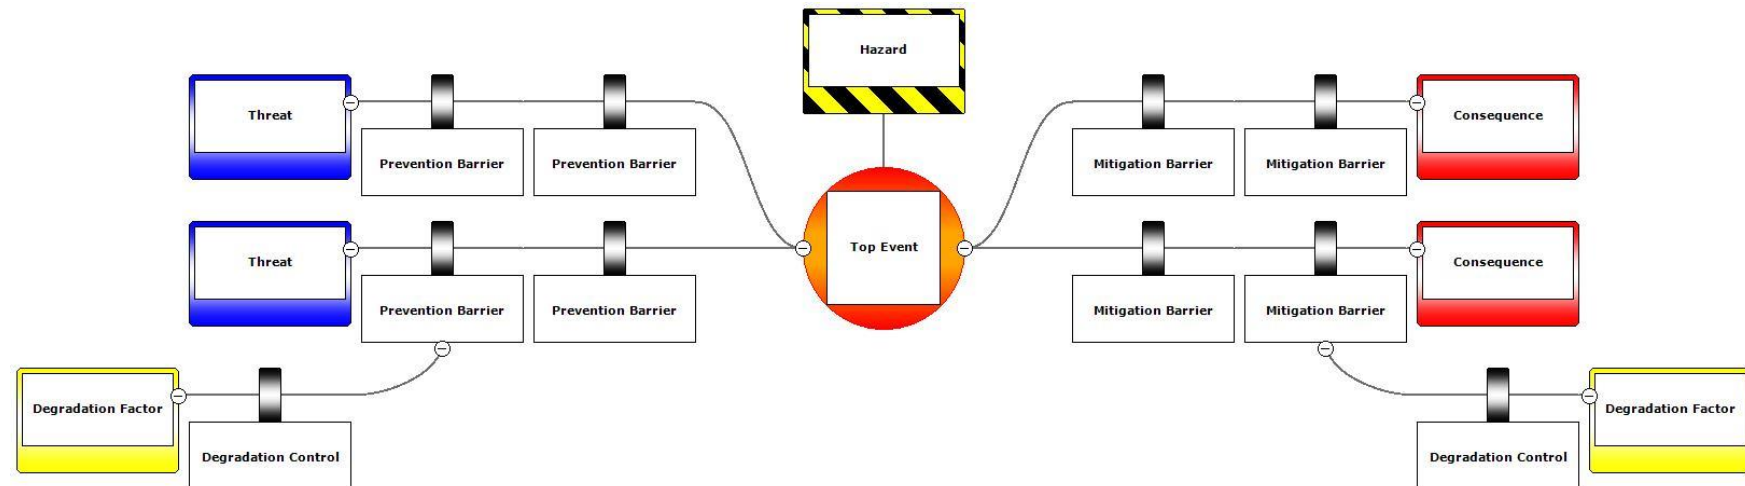 Hazard
Threat
Consequence
Prevention Barrier
Prevention Barrier
Mitigation Barrier
Mitigation Barrier
Top Event
Threat
Consequence
Prevention Barrier
Prevention Barrier
Mitigation Barrier
Mitigation Barrier
Degradation Factor
Degradation Factor
Degradation Control
Degradation Control